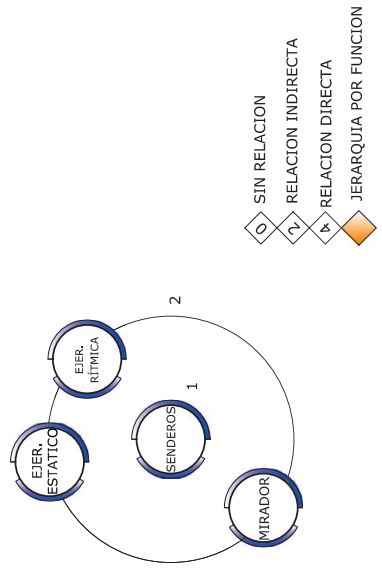 EJER.
ESTATICO
EJER.
RÍTMICA
2
SENDEROS
1
MIRADOR
0 SIN RELACION
2 RELACION INDIRECTA
4 RELACION DIRECTA
JERARQUIA POR FUNCION